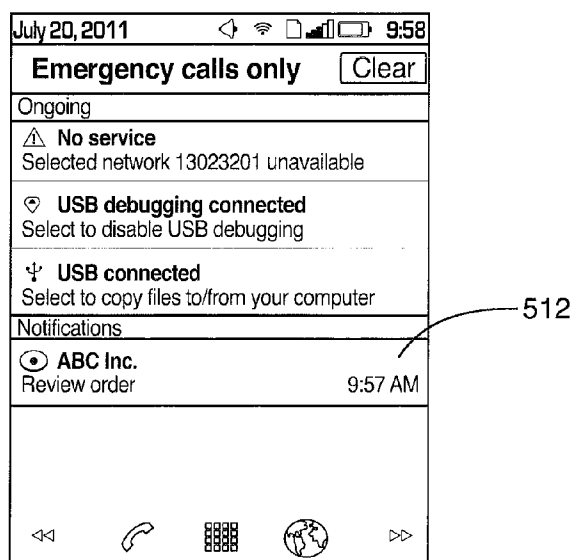 July 20, 2011 9:58
Emergency calls only Clear
Ongoing
No service
Selected network 13023201 unavailable
USB debugging connected
Select to disable USB debugging
USB connected
Select to copy files to/from your computer
512
Notifications
ABC Inc.
Review order 9:57 AM